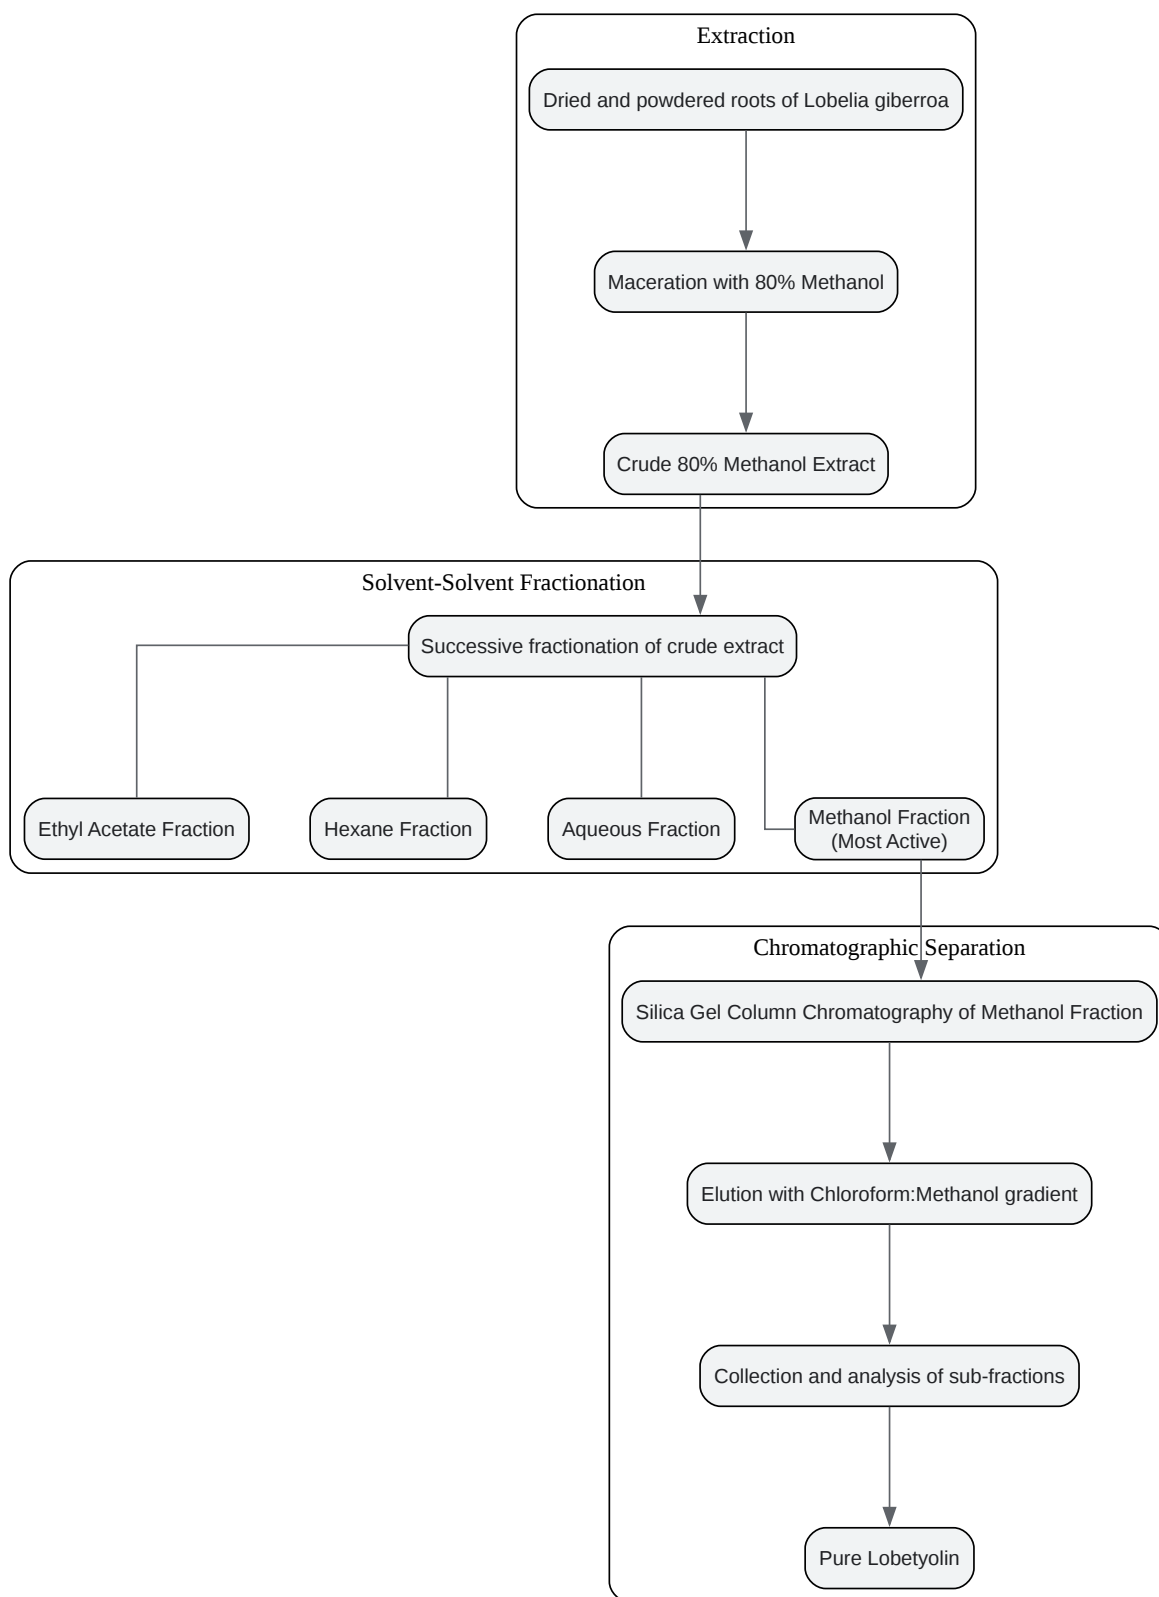 Extraction
Dried and powdered roots of Lobelia giberroa
Maceration with 80% Methanol
Crude 80% Methanol Extract
Solvent-Solvent Fractionation
Successive fractionation of crude extract
Ethyl Acetate Fraction
Hexane Fraction
Aqueous Fraction
Methanol Fraction
(Most Active)
Chromatographic Separation
Silica Gel Column Chromatography of Methanol Fraction
Elution with Chloroform:Methanol gradient
Collection and analysis of sub-fractions
Pure Lobetyolin